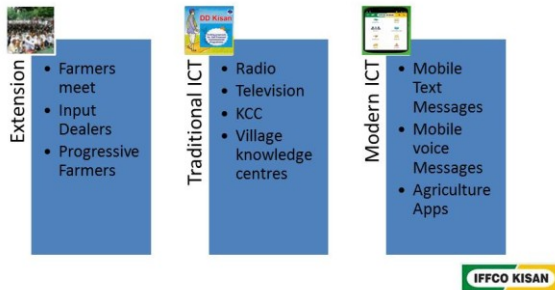 Extension
• Farmers
meet
• Input
Dealers
• Progressive
Farmers
DD Kisan
Traditional ICT
• Radio
• Television
• KCC
• Village
knowledge
centres
Modern ICT
• Mobile
Text
Messages
• Mobile
voice
Messages
• Agriculture
Apps
IFFCO KISAN